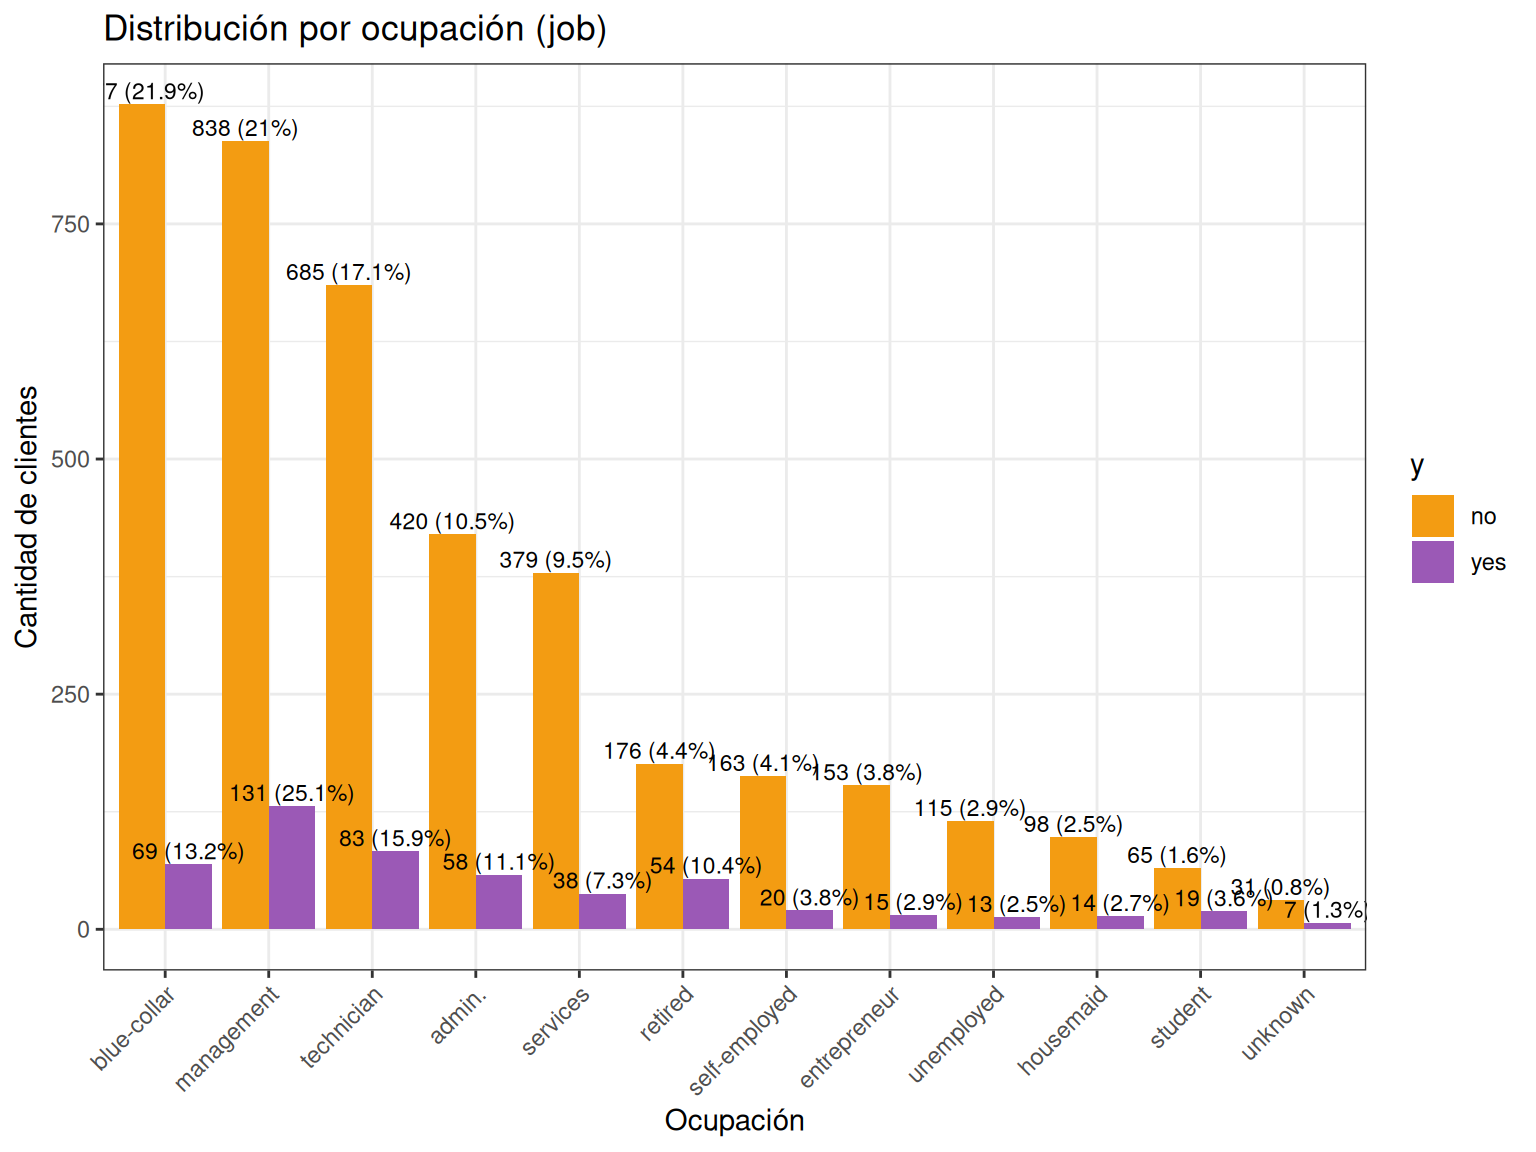 Distribución por ocupación (job)
7 (21.9%)
838 (21%)
685 (17.1%)
420 (10.5%)
379 (9.5%)
176 (4.4%)
163 (4.1%)
153 (3.8%)
115 (2.9%)
98 (2.5%)
65 (1.6%)
31 (0.8%)
69 (13.2%)
131 (25.1%)
83 (15.9%)
58 (11.1%)
38 (7.3%)
54 (10.4%)
20 (3.8%)
15 (2.9%)
13 (2.5%)
14 (2.7%)
19 (3.6%)
7 (1.3%)
750
500
250
0
Cantidad de clientes
blue-collar
management
technician
admin.
services
retired
self-employed
entrepreneur
unemployed
housemaid
student
unknown
Ocupación
y
no
yes